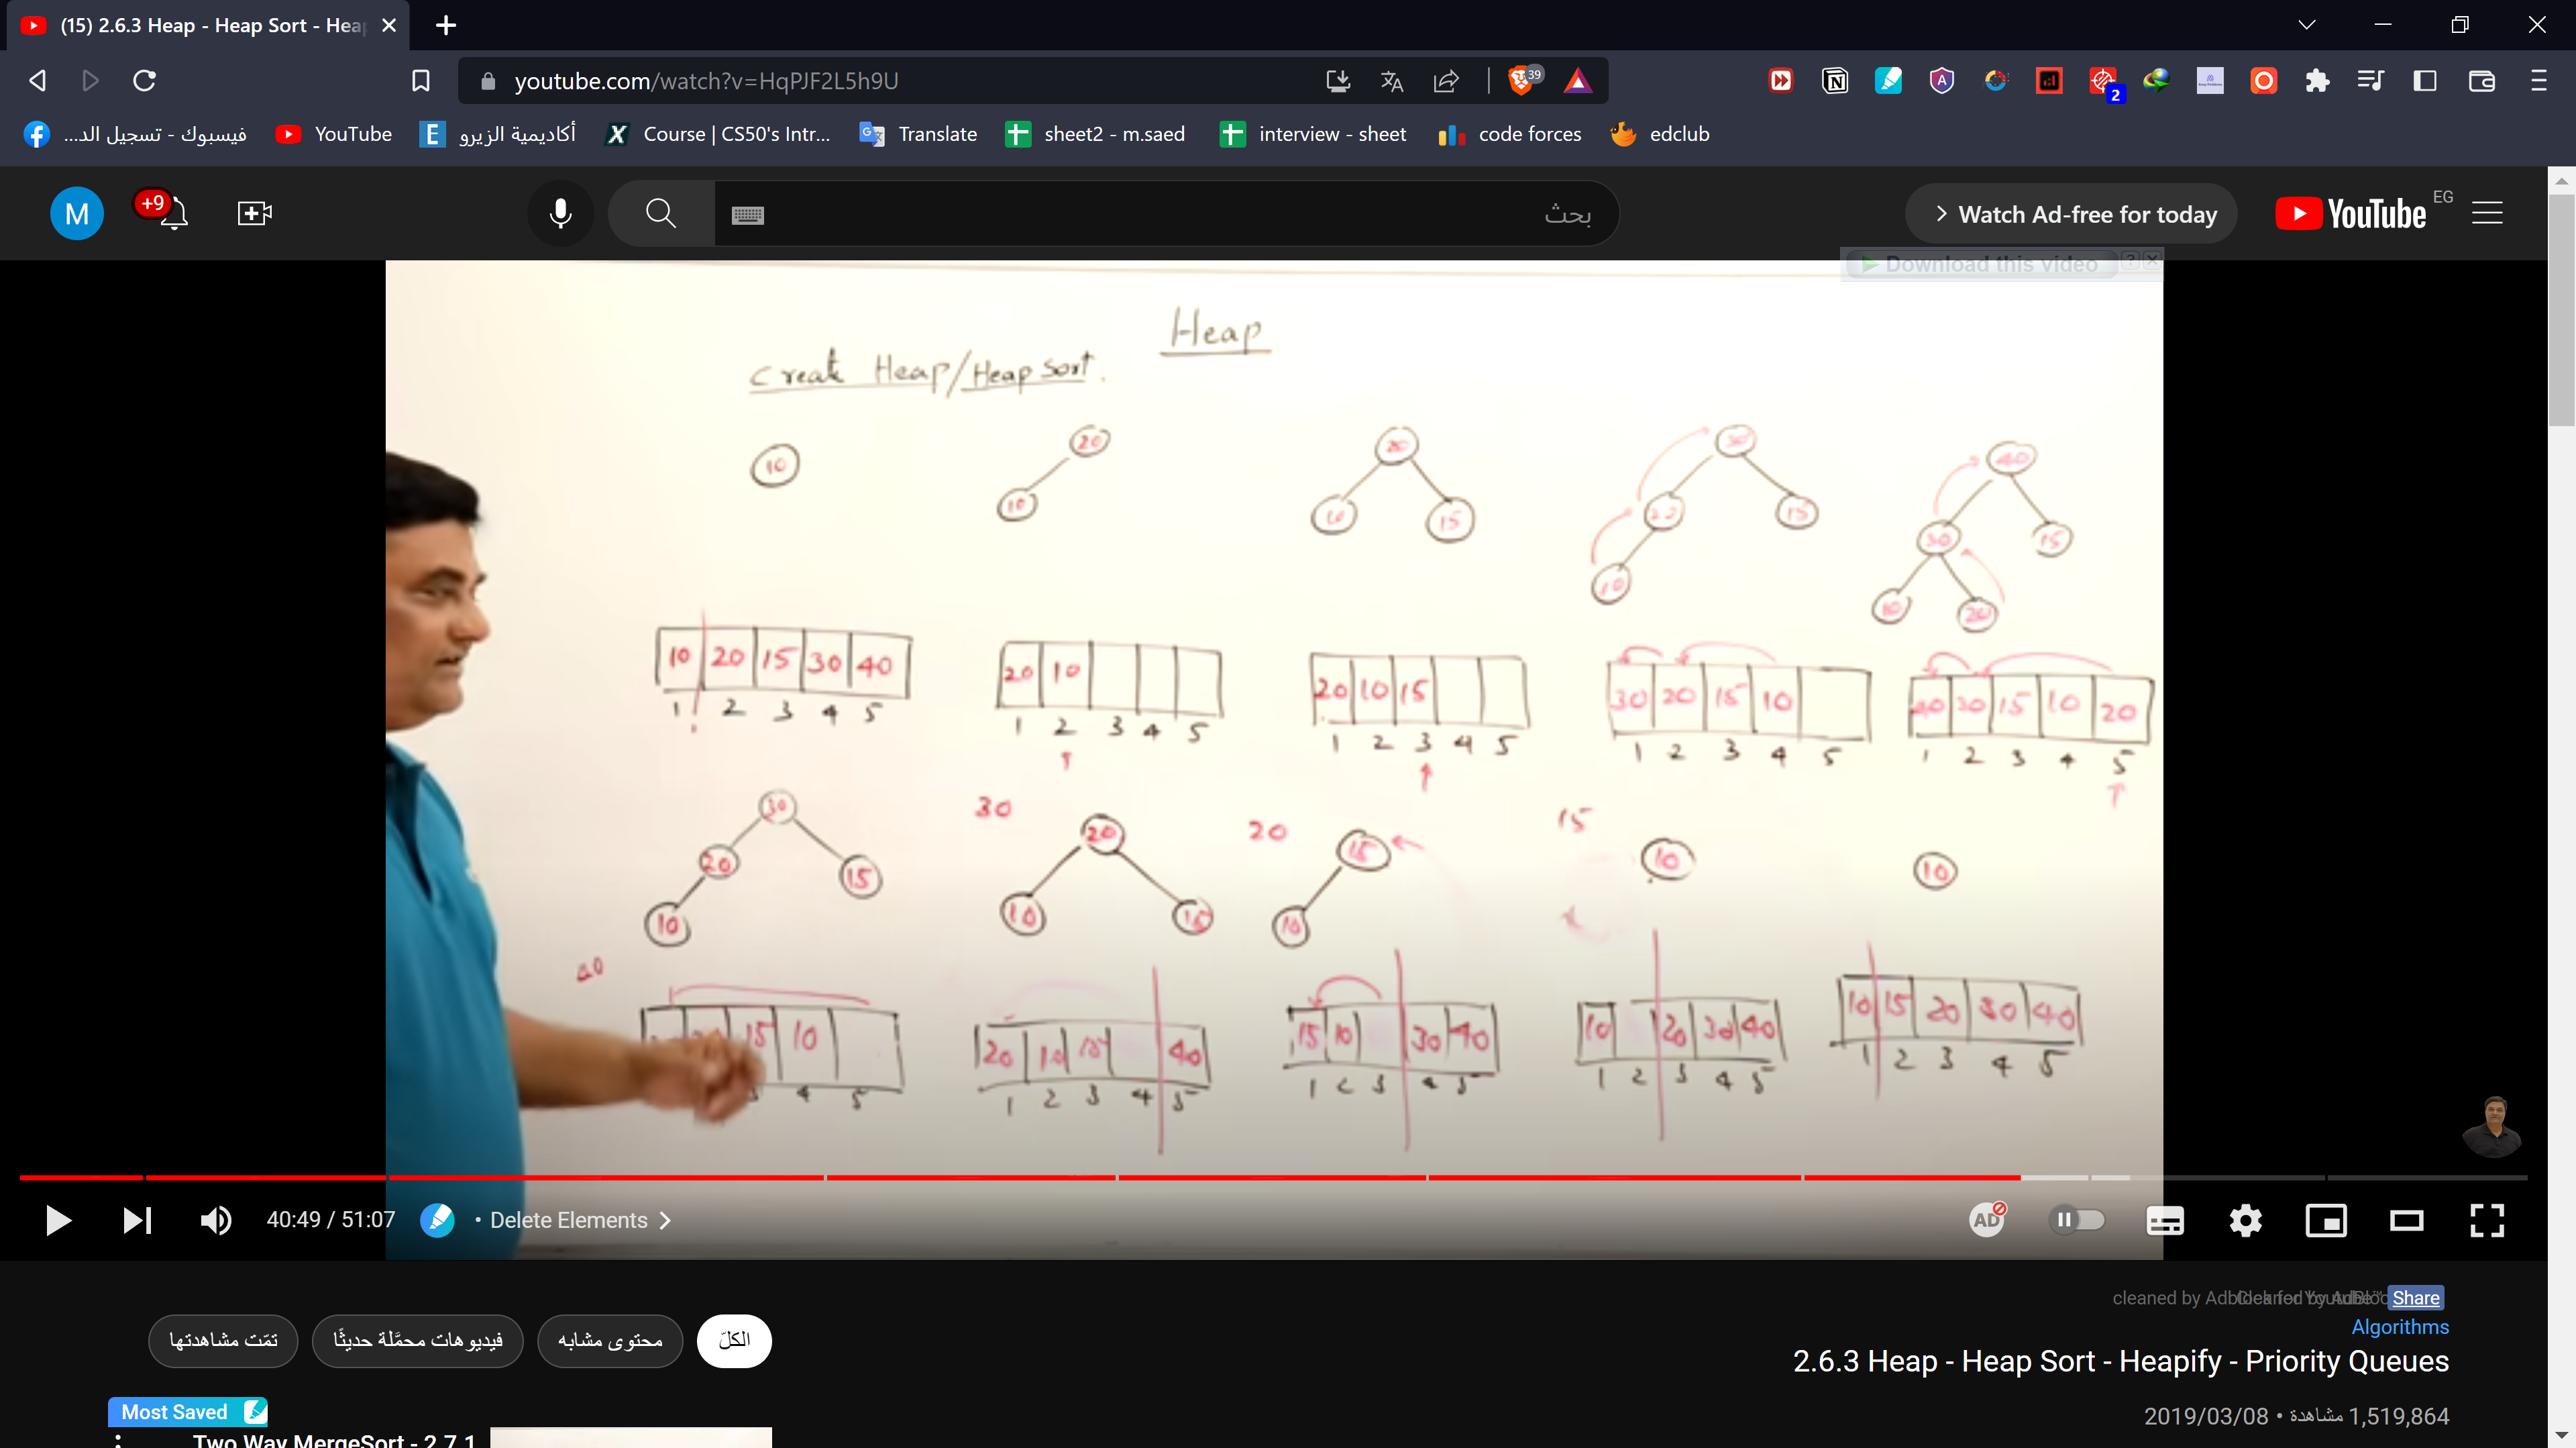 (15) 2.6.3 Heap - Heap Sort - Hea
youtube.com/watch?v=HqPJF2L5h9U
39
2
فيسبوك - تسجيل الد...
YouTube
أكاديمية الزيرو
Course | CS50's Intr...
Translate
sheet2 - m.saed
interview - sheet
code forces
edclub
M
+9
بحث
Watch Ad-free for today
YouTube EG
Download this video
Heap
Create Heap/Heap Sort.
10
20
10
20
10 15
30
20 15
10
40
30 15
10 20
10 20 15 30 40
1 2 3 4 5
20 10
1 2 3 4 5
20 10 15
1 2 3 4 5
30 20 15 10
1 2 3 4 5
40 30 15 10 20
1 2 3 4 5
30
20 15
10
30
20
10 15
20
15
10
15
10
10
40
15 10
3 4 5
20 10 15 40
1 2 3 4 5
15 10 30 40
1 2 3 4 5
10 20 30 40
1 2 3 4 5
10 15 20 30 40
1 2 3 4 5
40:49 / 51:07
• Delete Elements
AD
Share
Algorithms
2.6.3 Heap - Heap Sort - Heapify - Priority Queues
1,519,864 مشاهدة • 2019/03/08
الكلّ
محتوى مشابه
فيديوهات محمَّلة حديثًا
تمّت مشاهدتها
Most Saved
Two Way MergeSort - 2.7.1